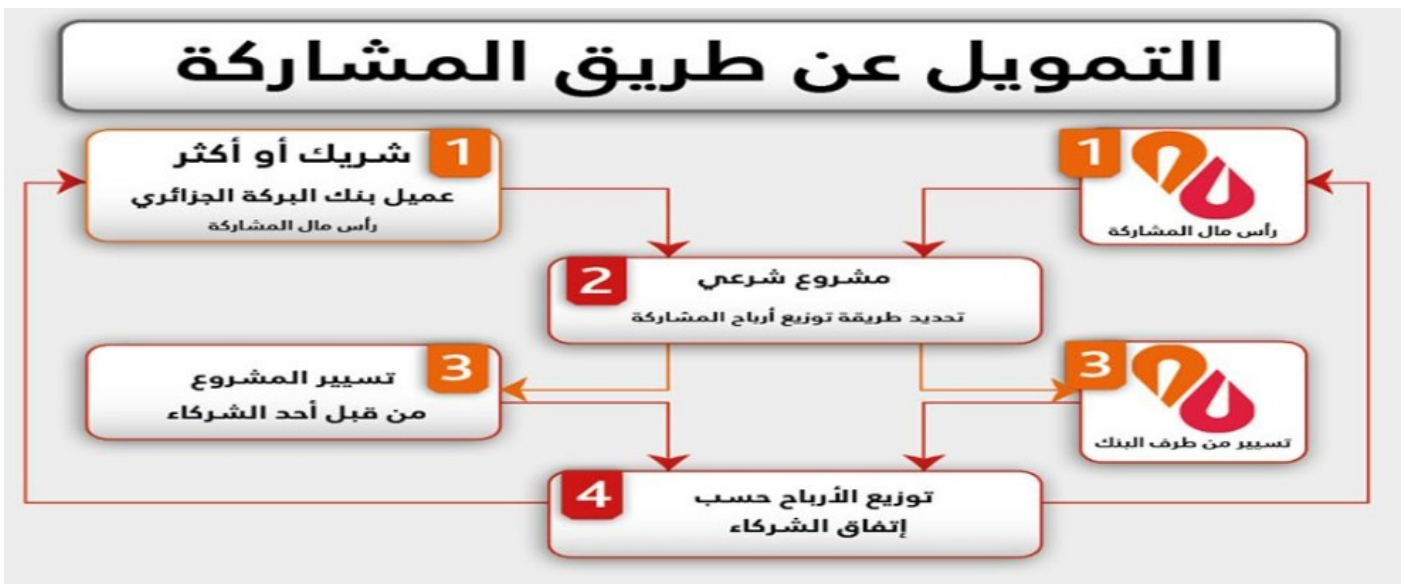 التمويل عن طريق المشاركة
1
رأس مال المشاركة
1
شريك أو أكثر
عميل بنك البركة الجزائري
رأس مال المشاركة
2
مشروع شرعي
تحديد طريقة توزيع أرباح المشاركة
3
تسيير من طرف البنك
3
تسيير المشروع
من قبل أحد الشركاء
4
توزيع الأرباح حسب
إتفاق الشركاء